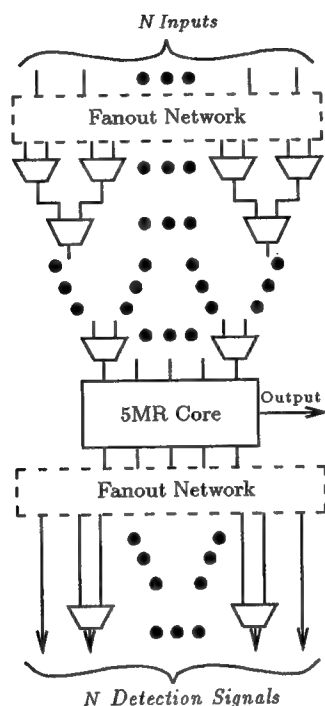 N Inputs
Fanout Network
5MR Core
Output
Fanout Network
N Detection Signals